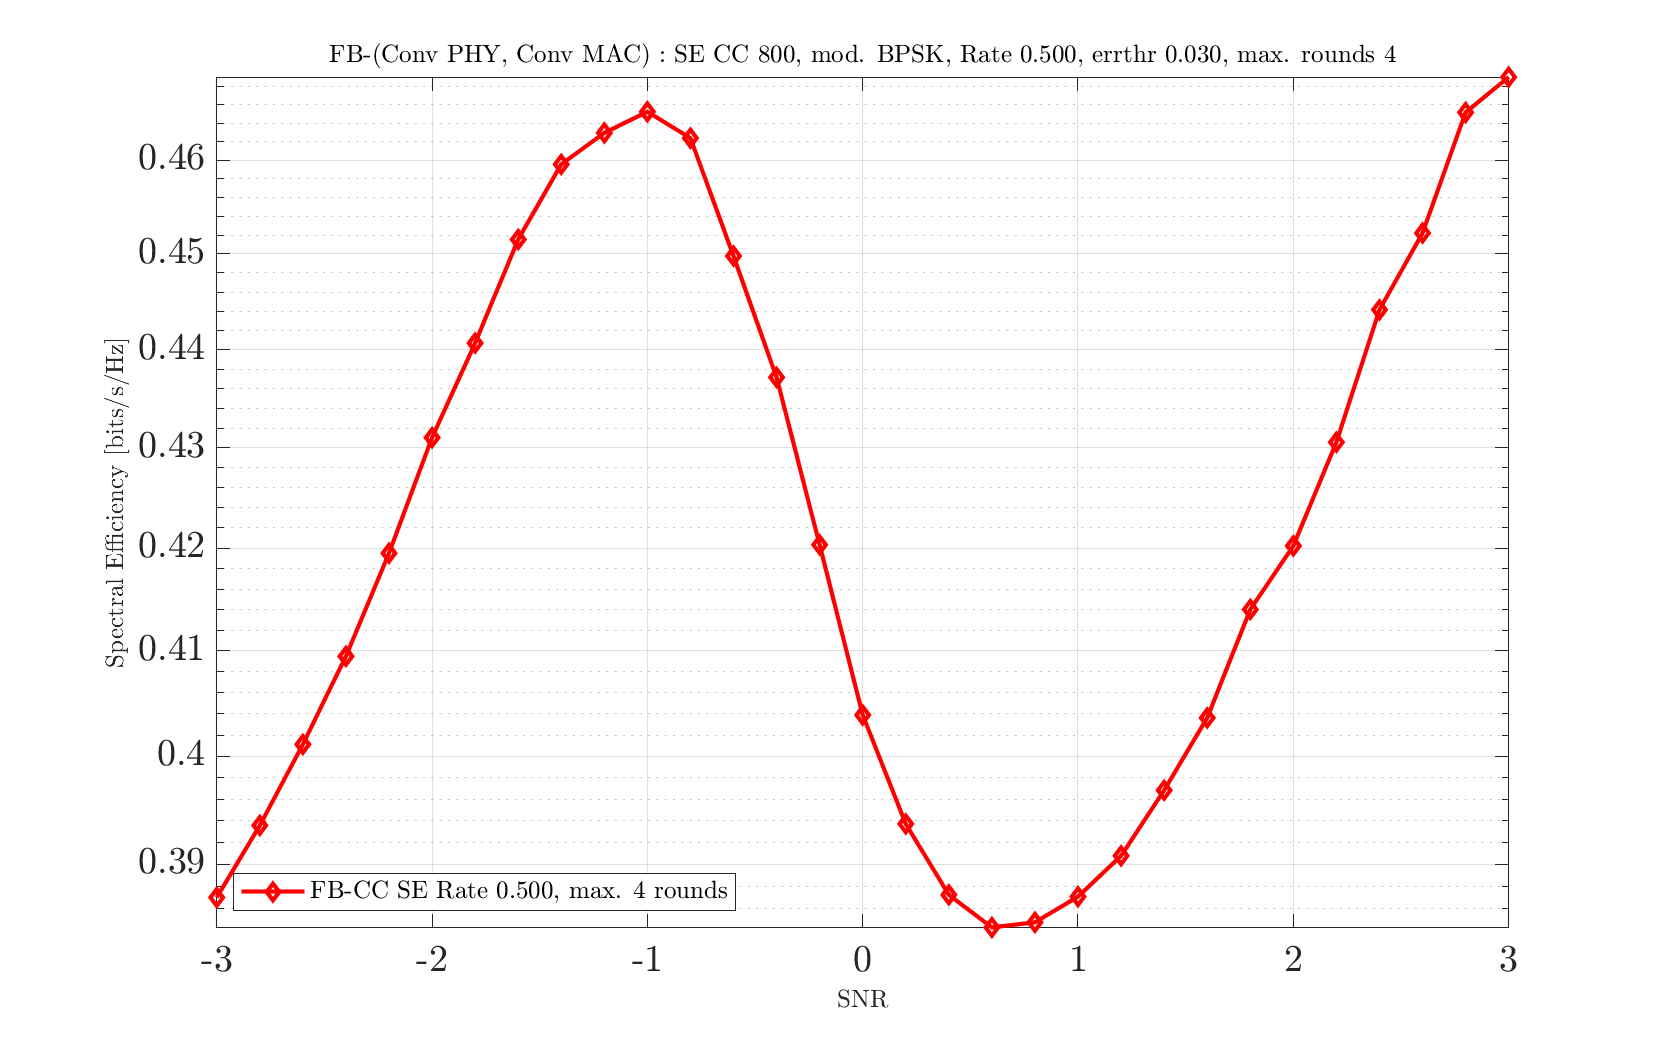 FB-(Conv PHY, Conv MAC) : SE CC 800, mod. BPSK, Rate 0.500, errthr 0.030, max. rounds 4
Spectral Efficiency [bits/s/Hz]
0.46
0.45
0.44
0.43
0.42
0.41
0.4
0.39
FB-CC SE Rate 0.500, max. 4 rounds
-3 -2 -1 0 1 2 3
SNR